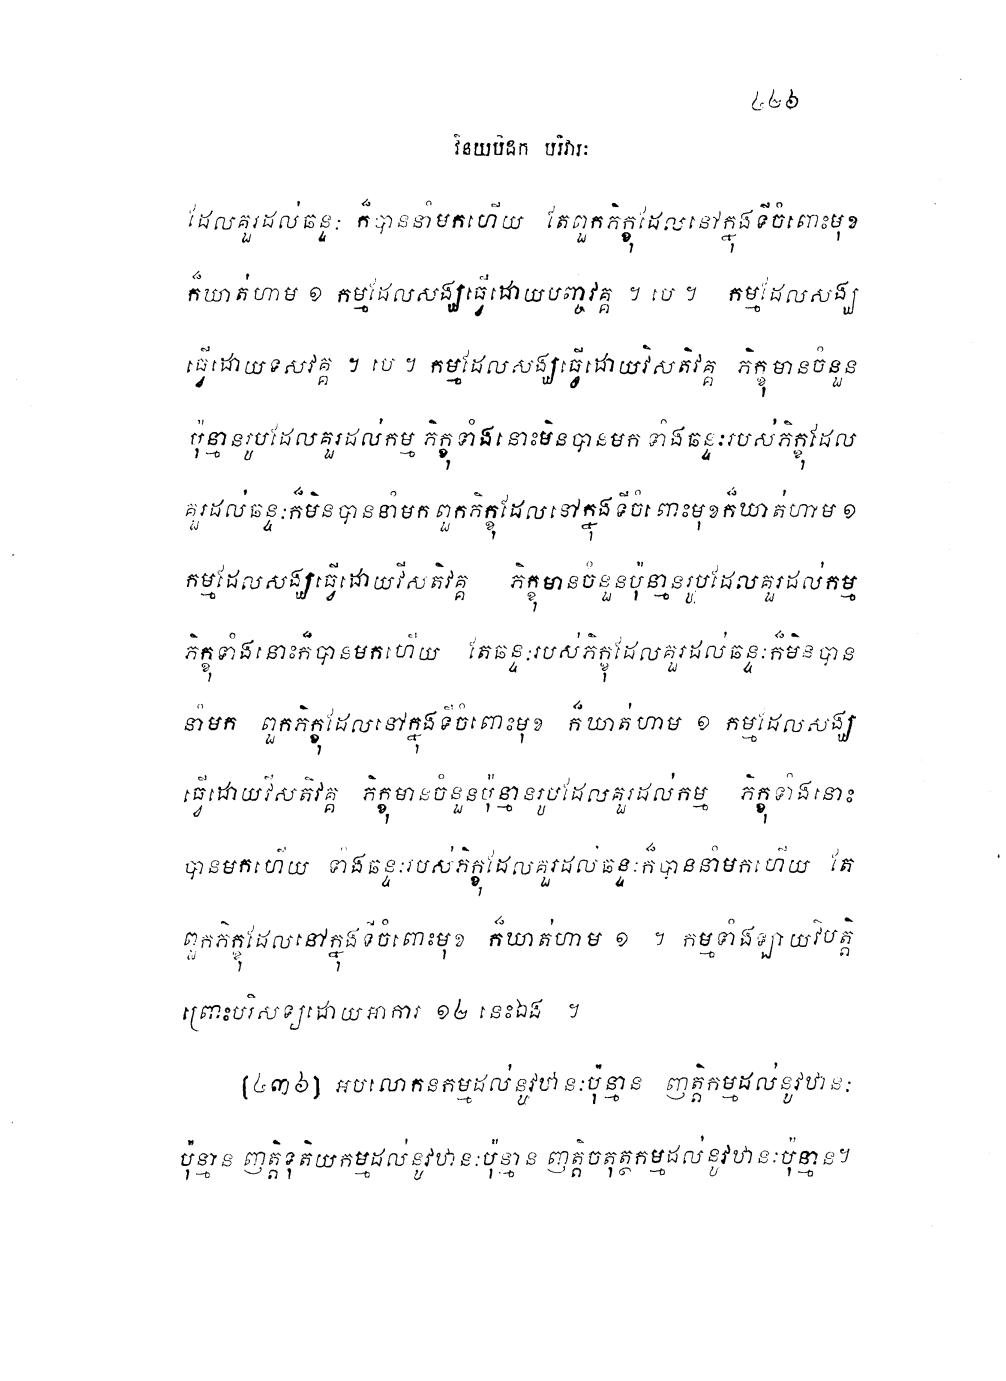 ៤២៦
វិនយបិដក បរិវារៈ
ដែលគួរដល់ឆន្ទៈ ក៏បាននាំមកហើយ តែពួកភិក្ខុដែលនៅក្នុងទីចំពោះមុខ
ក៏ឃាត់ហាម ១ កម្មដែលសង្ឃធ្វើដោយបញ្ចវគ្គ ។ បេ ។ កម្មដែលសង្ឃ
ធ្វើដោយទសវគ្គ ។ បេ ។ កម្មដែលសង្ឃធ្វើដោយវិសតិវគ្គ ភិក្ខុមានចំនួន
ប៉ុន្មានរូបដែលគួរដល់កម្ម ភិក្ខុទាំងនោះមិនបានមក ទាំងឆន្ទៈរបស់ភិក្ខុដែល
គួរដល់ឆន្ទៈក៏មិនបាននាំមក ពួកភិក្ខុដែលនៅក្នុងទីចំពោះមុខក៏ឃាត់ហាម ១
កម្មដែលសង្ឃធ្វើដោយវីសតិវគ្គ ភិក្ខុមានចំនួនប៉ុន្មានរូបដែលគួរដល់កម្ម
ភិក្ខុទាំងនោះក៏បានមកហើយ តែឆន្ទៈរបស់ភិក្ខុដែលគួរដល់ឆន្ទៈក៏មិនបាន
នាំមក ពួកភិក្ខុដែលនៅក្នុងទីចំពោះមុខ ក៏ឃាត់ហាម ១ កម្មដែលសង្ឃ
ធ្វើដោយវីសតិវគ្គ ភិក្ខុមានចំនួនប៉ុន្មានរូបដែលគួរដល់កម្ម ភិក្ខុទាំងនោះ
បានមកហើយ ទាំងឆន្ទៈរបស់ភិក្ខុដែលគួរដល់ឆន្ទៈក៏បាននាំមកហើយ តែ
ពួកភិក្ខុដែលនៅក្នុងទីចំពោះមុខ ក៏ឃាត់ហាម ១ ។ កម្មទាំងឡាយវិបត្តិ
ព្រោះបរិសទ្យដោយអាការ ១២ នេះឯង ។
[៤៣៦] អបលោកនកម្មដល់នូវឋានៈប៉ុន្មាន ញត្តិកម្មដល់នូវឋានៈ
ប៉ុន្មាន ញត្តិទុតិយកម្មដល់នូវឋានៈប៉ុន្មាន ញត្តិចតុត្ថកម្មដល់នូវឋានៈប៉ុន្មាន។